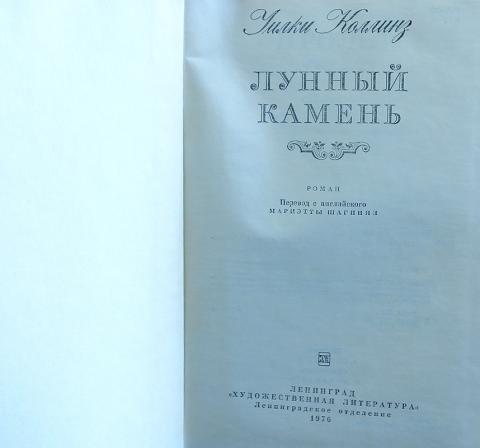 Уилки Коллинз
ЛУННЫЙ
КАМЕНЬ
РОМАН
Перевод с английского
МАРИЭТТЫ ШАГИНЯН
ЛЕНИНГРАД
«ХУДОЖЕСТВЕННАЯ ЛИТЕРАТУРА»
Ленинградское отделение
1976